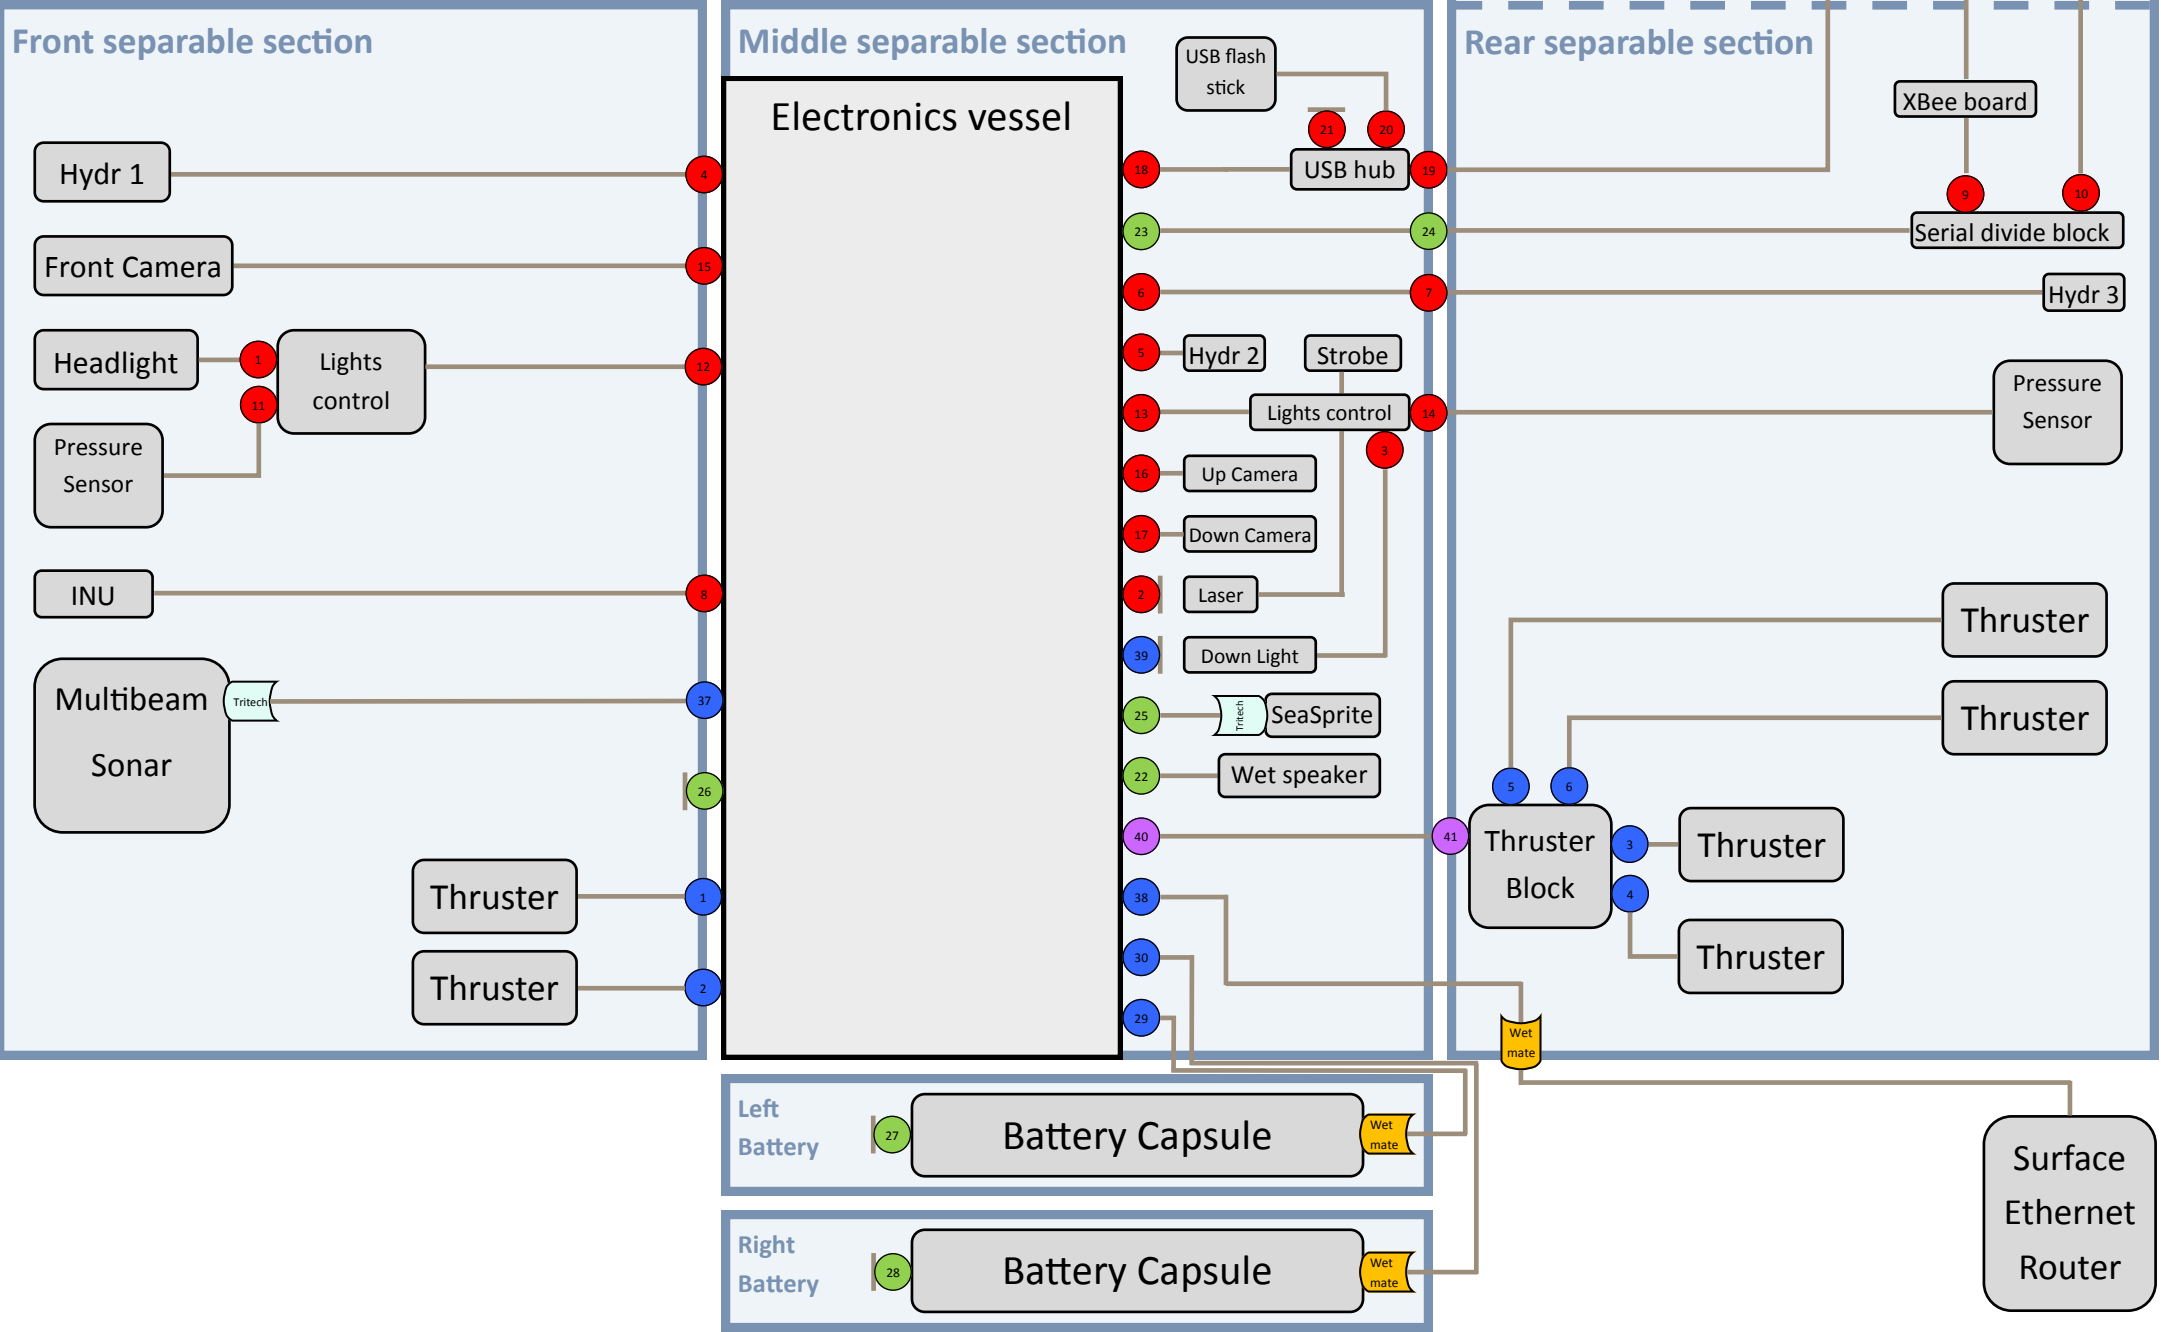 Front separable section
Hydr 1
4
Front Camera
15
Headlight
1
Lights
control
12
11
Pressure
Sensor
INU
8
Multibeam
Sonar
Tritech
37
26
Thruster
1
Thruster
2
Middle separable section
Electronics vessel
USB flash
stick
21
20
18
USB hub
19
23
24
6
7
5
Hydr 2
Strobe
13
Lights control
14
3
16
Up Camera
17
Down Camera
2
Laser
39
Down Light
25
Tritech
SeaSprite
22
Wet speaker
40
41
38
30
29
Rear separable section
XBee board
9
10
Serial divide block
Hydr 3
Pressure
Sensor
Thruster
Thruster
5
6
Thruster
Block
3
Thruster
4
Thruster
Wet
mate
Surface
Ethernet
Router
Left
Battery
27
Battery Capsule
Wet
mate
Right
Battery
28
Battery Capsule
Wet
mate